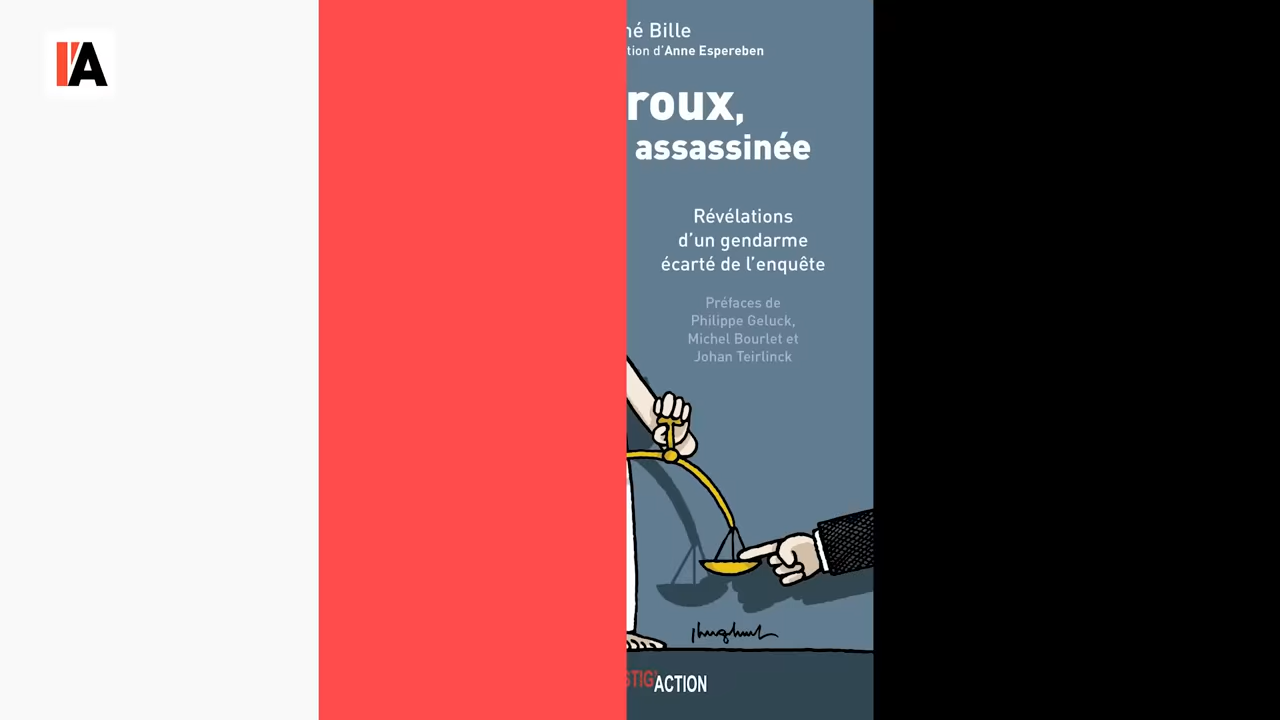 IA
né Bille
tion d'Anne Espereben
roux,
assassinée
Révélations
d'un gendarme
écarté de l'enquête
Préfaces de
Philippe Geluck,
Michel Bourlet et
Johan Teirlinck
STIG'ACTION